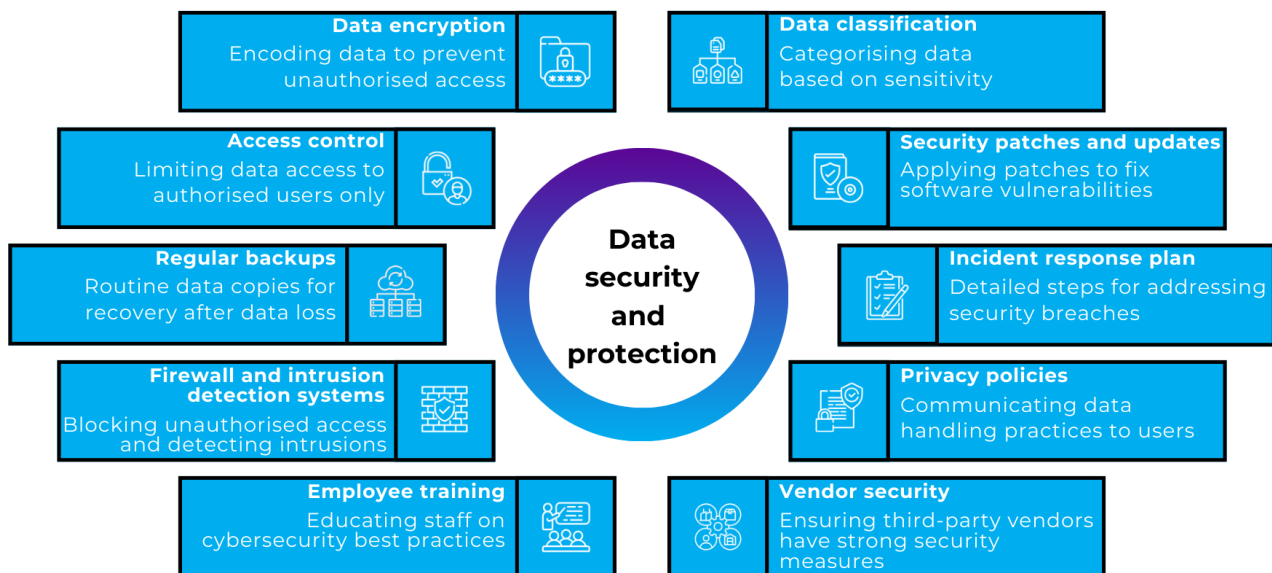 Data encryption
Encoding data to prevent
unauthorised access
****
Data classification
Categorising data
based on sensitivity
Access control
Limiting data access to
authorised users only
Security patches and updates
Applying patches to fix
software vulnerabilities
Regular backups
Routine data copies for
recovery after data loss
Data
security
and
protection
Incident response plan
Detailed steps for addressing
security breaches
Firewall and intrusion
detection systems
Blocking unauthorised access
and detecting intrusions
Privacy policies
Communicating data
handling practices to users
Employee training
Educating staff on
cybersecurity best practices
Vendor security
Ensuring third-party vendors
have strong security
measures